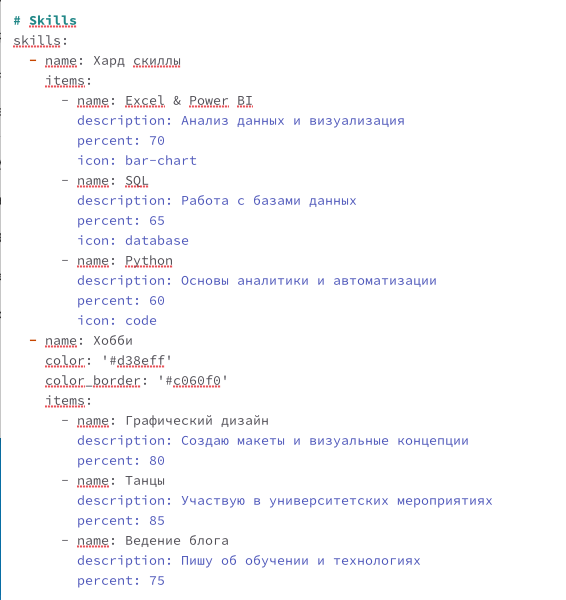 # Skills
skills:
  - name: Хард скиллы
    items:
      - name: Excel & Power BI
        description: Анализ данных и визуализация
        percent: 70
        icon: bar-chart
      - name: SQL
        description: Работа с базами данных
        percent: 65
        icon: database
      - name: Python
        description: Основы аналитики и автоматизации
        percent: 60
        icon: code
  - name: Хобби
    color: '#d38eff'
    color_border: '#c060f0'
    items:
      - name: Графический дизайн
        description: Создаю макеты и визуальные концепции
        percent: 80
      - name: Танцы
        description: Участвую в университетских мероприятиях
        percent: 85
      - name: Ведение блога
        description: Пишу об обучении и технологиях
        percent: 75